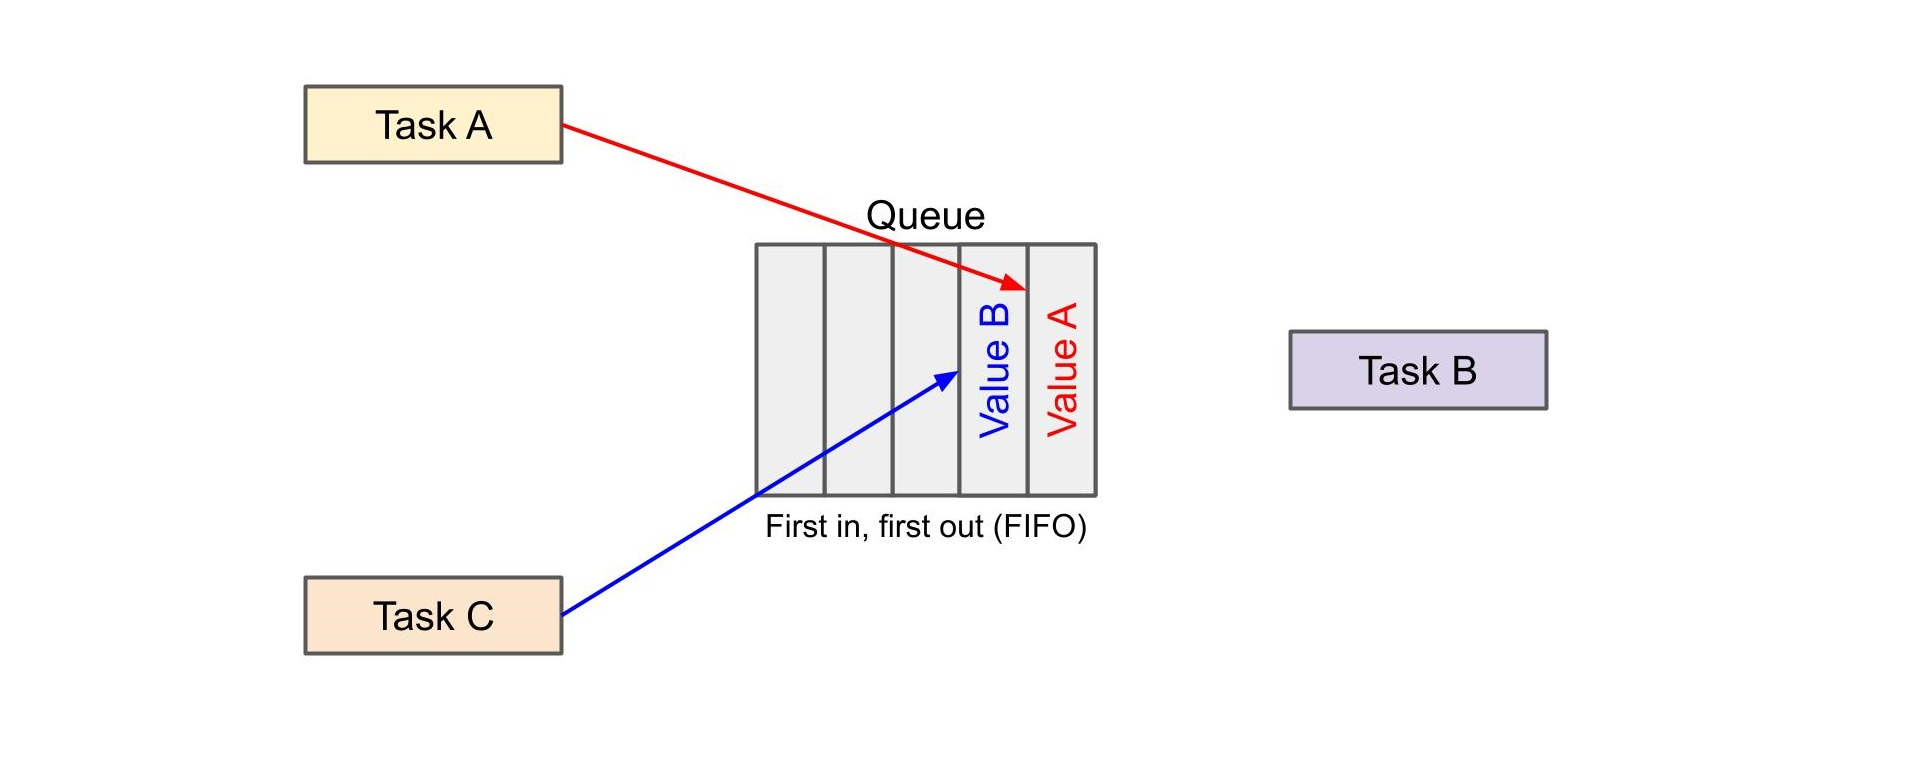 Task A
Queue
Value B
Value A
Task B
First in, first out (FIFO)
Task C